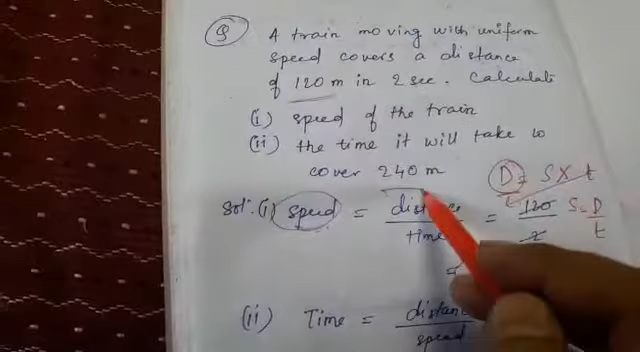 Q A train moving with uniform
speed covers a distance
of 120 m in 2 sec. Calculate
(i) speed of the train
(ii) the time it will take to
cover 240 m
D = S X t
t
Sol. (i) speed = distance = 120 S = D
time 2 t
=
(ii) Time = distance
speed